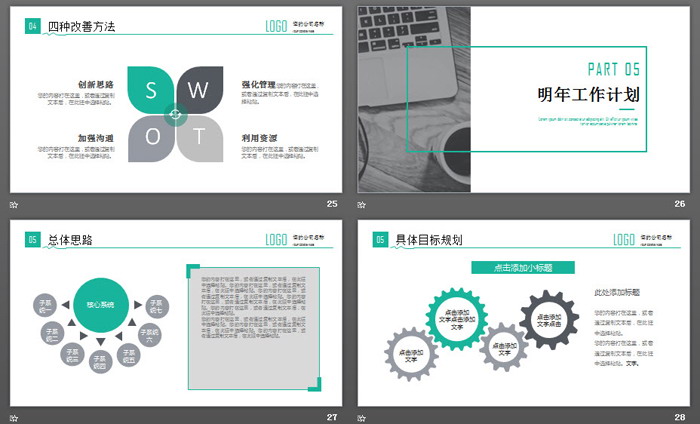 04 四种改善方法
LOGO 您的公司名称
创新思路
您的内容打在这里，或者通过复制
文本后，在此框中选择粘贴。
S W
强化管理 您的内容打在这里，
或者通过复制文本后，在此框中选
择粘贴。
加强沟通
您的内容打在这里，或者通过复制
文本后，在此框中选择粘贴。
O T
利用资源
您的内容打在这里，或者通过复制
文本后，在此框中选择粘贴。
25
PART 05
明年工作计划
26
05 总体思路
LOGO 您的公司名称
核心系统
子系
统一
子系
统二
子系
统三
子系
统四
子系
统五
子系统
六
子系
统七
27
05 具体目标规划
LOGO 您的公司名称
点击添加小标题
点击添加
文字
点击添加
文字点击添加
文字
点击添加
文字
点击添加
文字点击
此处添加标题
您的内容打在这里，或者
通过复制文本后，在此框
中选择粘贴。
您的内容打在这里，或者
通过复制文本后，在此框
中选择粘贴。文字。
28